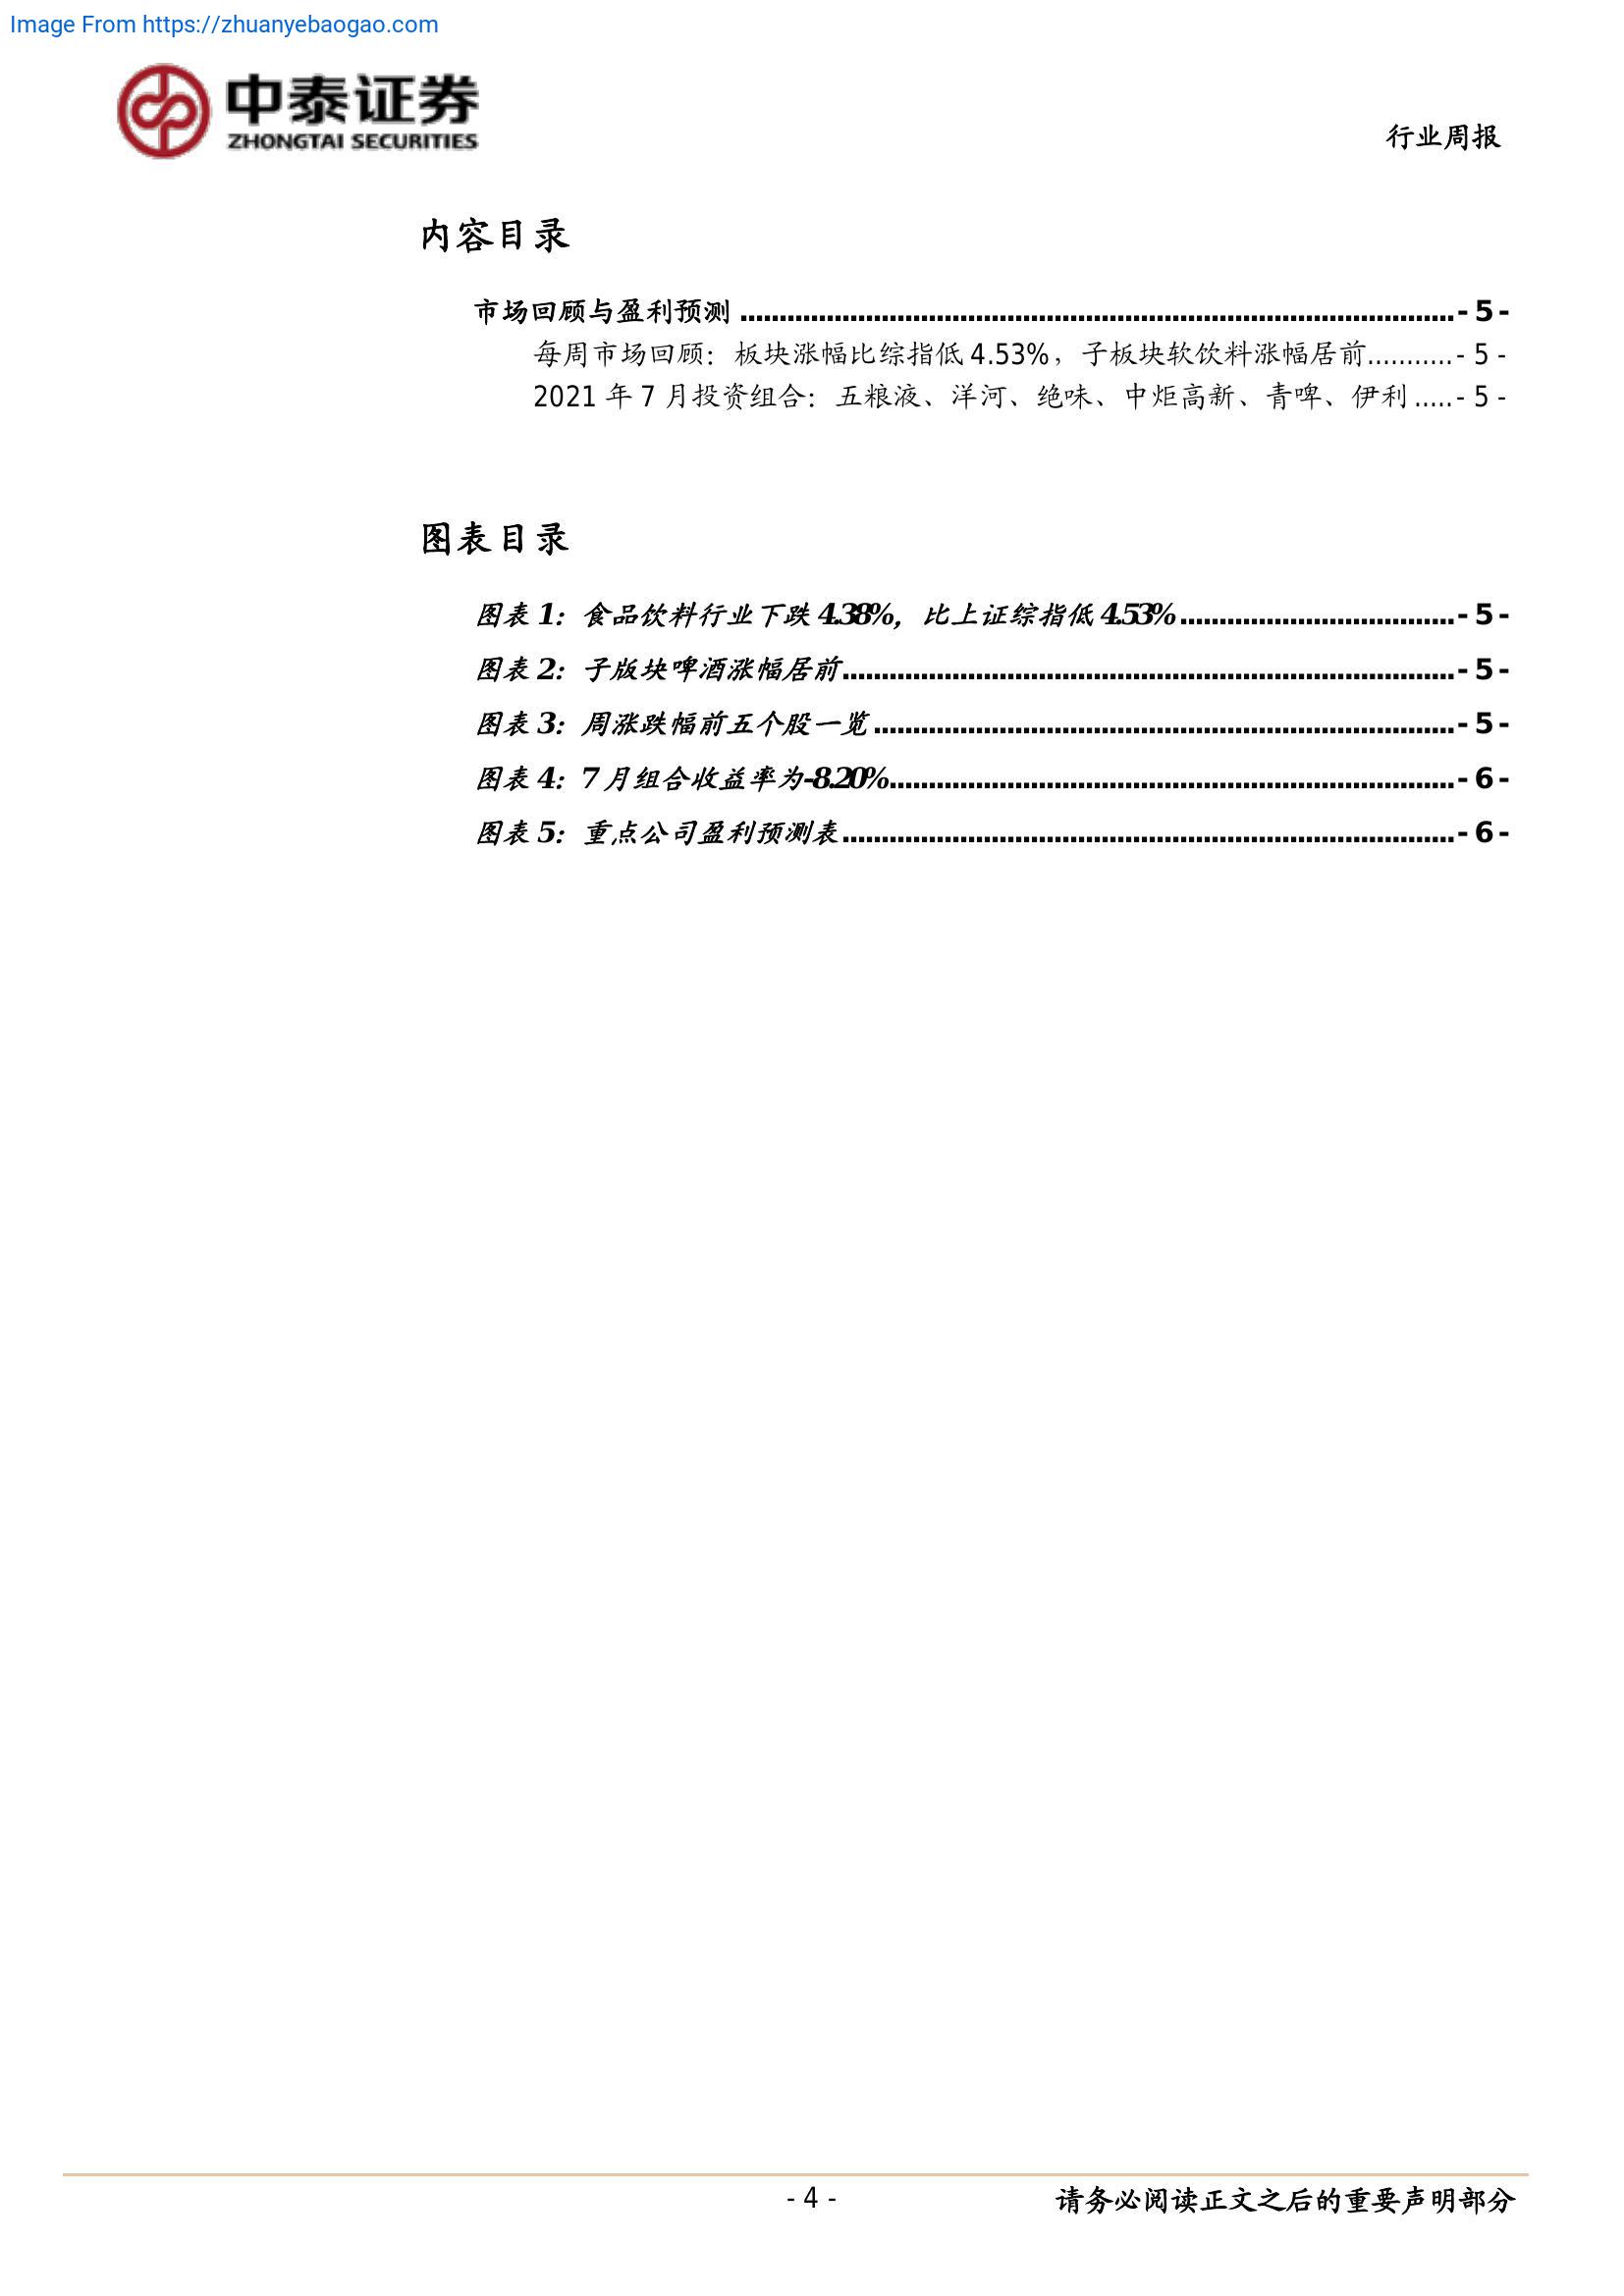 Image From https://zhuanyebaogao.com
中泰证券
ZHONGTAI SECURITIES
行业周报
内容目录
市场回顾与盈利预测 ........................................................................................... - 5 -
每周市场回顾：板块涨幅比综指低 4.53%，子板块软饮料涨幅居前 ........... - 5 -
2021 年 7 月投资组合：五粮液、洋河、绝味、中炬高新、青啤、伊利 ..... - 5 -
图表目录
图表 1：食品饮料行业下跌 4.38%，比上证综指低 4.53% ................................... - 5 -
图表 2：子版块啤酒涨幅居前 .............................................................................. - 5 -
图表 3：周涨跌幅前五个股一览 .......................................................................... - 5 -
图表 4：7 月组合收益率为-8.20% ........................................................................ - 6 -
图表 5：重点公司盈利预测表 .............................................................................. - 6 -
- 4 -
请务必阅读正文之后的重要声明部分